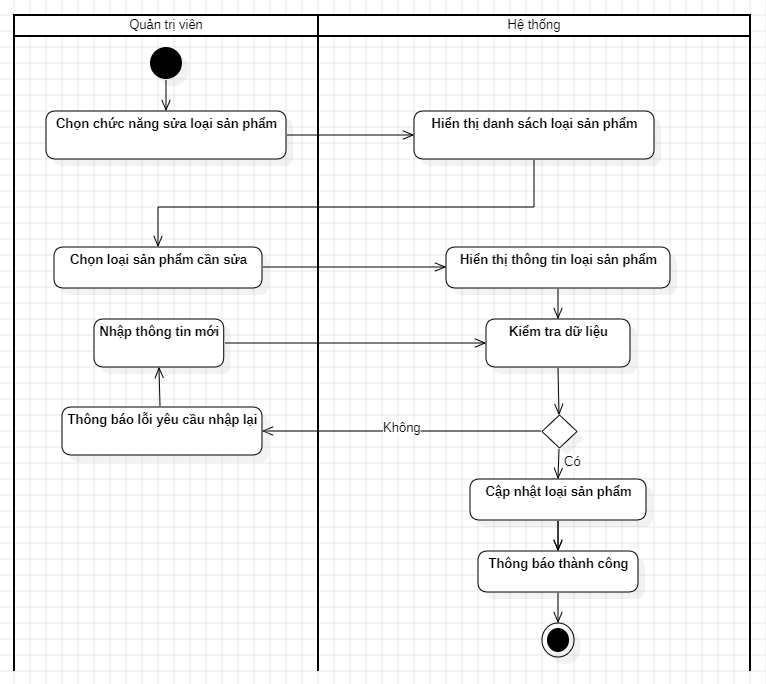 Quản trị viên
Hệ thống
Chọn chức năng sửa loại sản phẩm
Hiển thị danh sách loại sản phẩm
Chọn loại sản phẩm cần sửa
Hiển thị thông tin loại sản phẩm
Nhập thông tin mới
Kiểm tra dữ liệu
Thông báo lỗi yêu cầu nhập lại
Không
Có
Cập nhật loại sản phẩm
Thông báo thành công